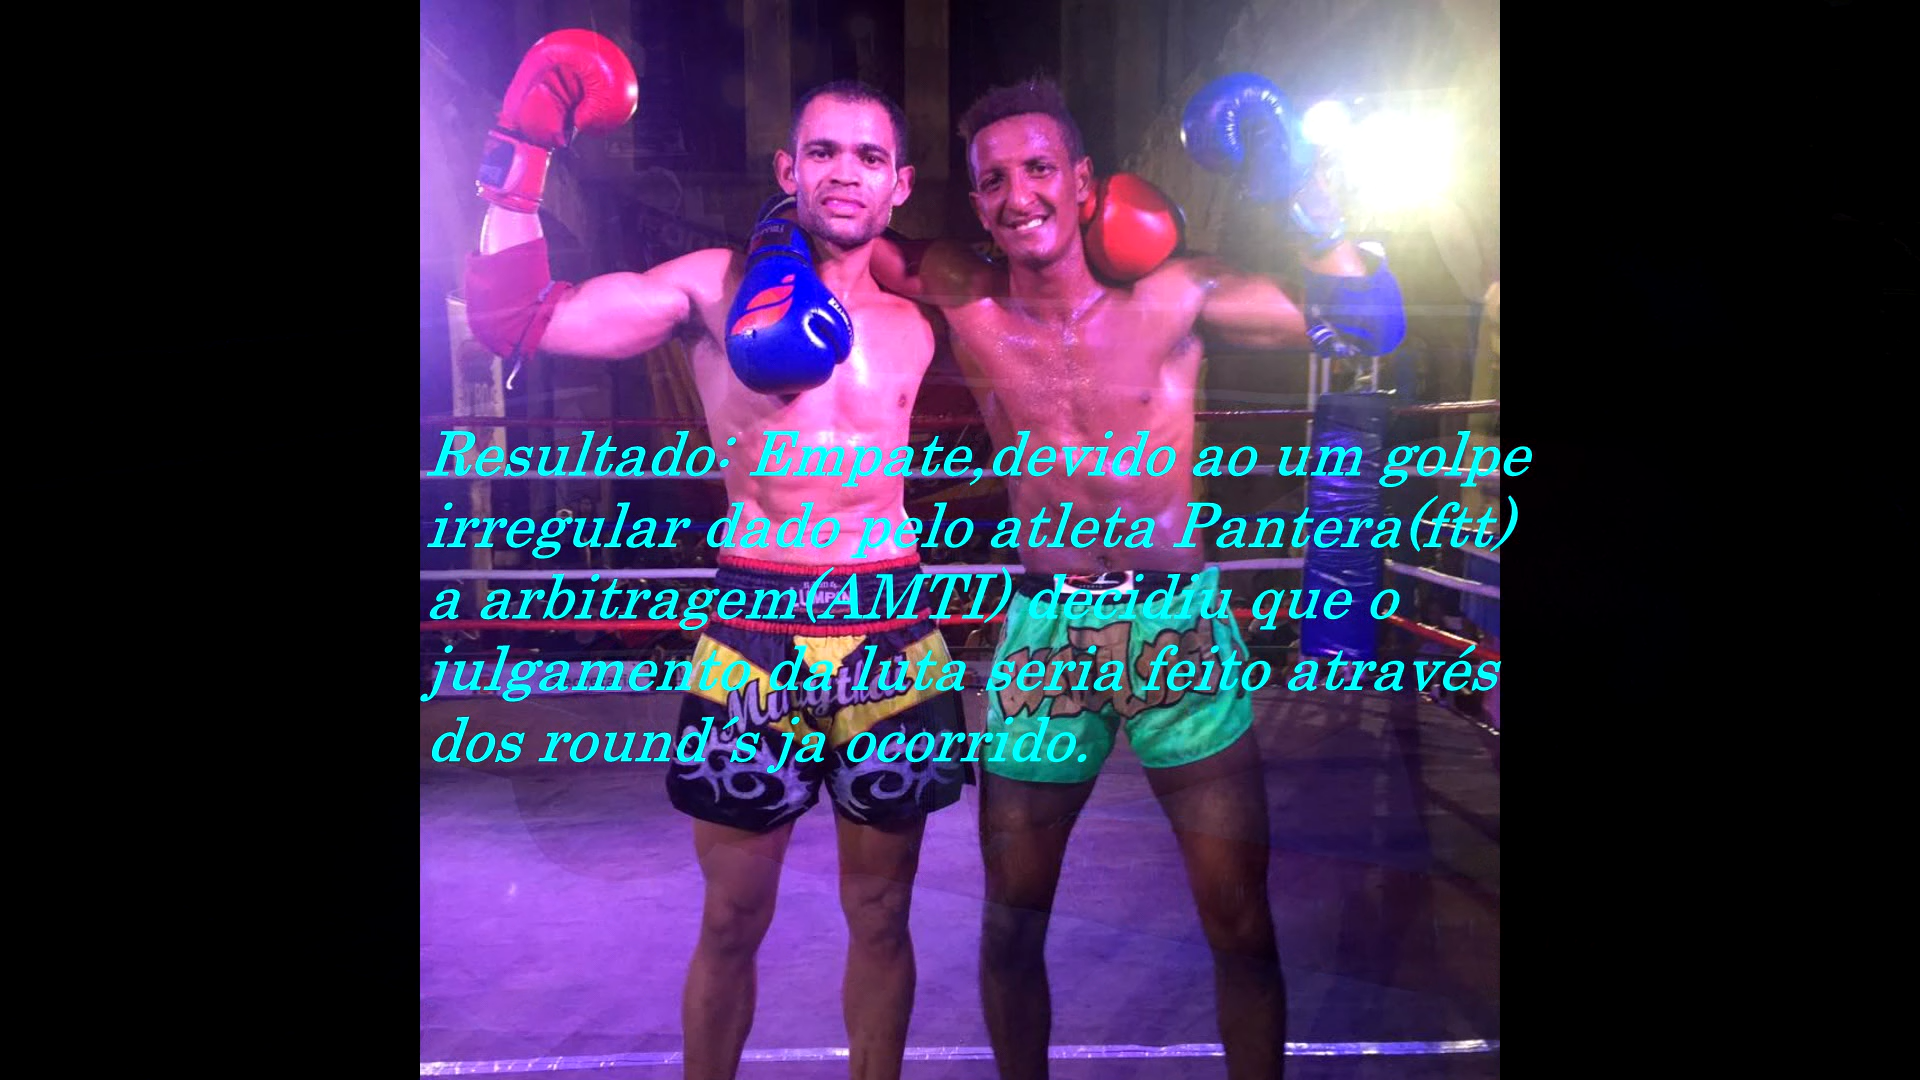 Resultado: Empate,devido ao um golpe
irregular dado pelo atleta Pantera(ftt)
a arbitragem(AMTI) decidiu que o
julgamento da luta seria feito através
dos round´s ja ocorrido.